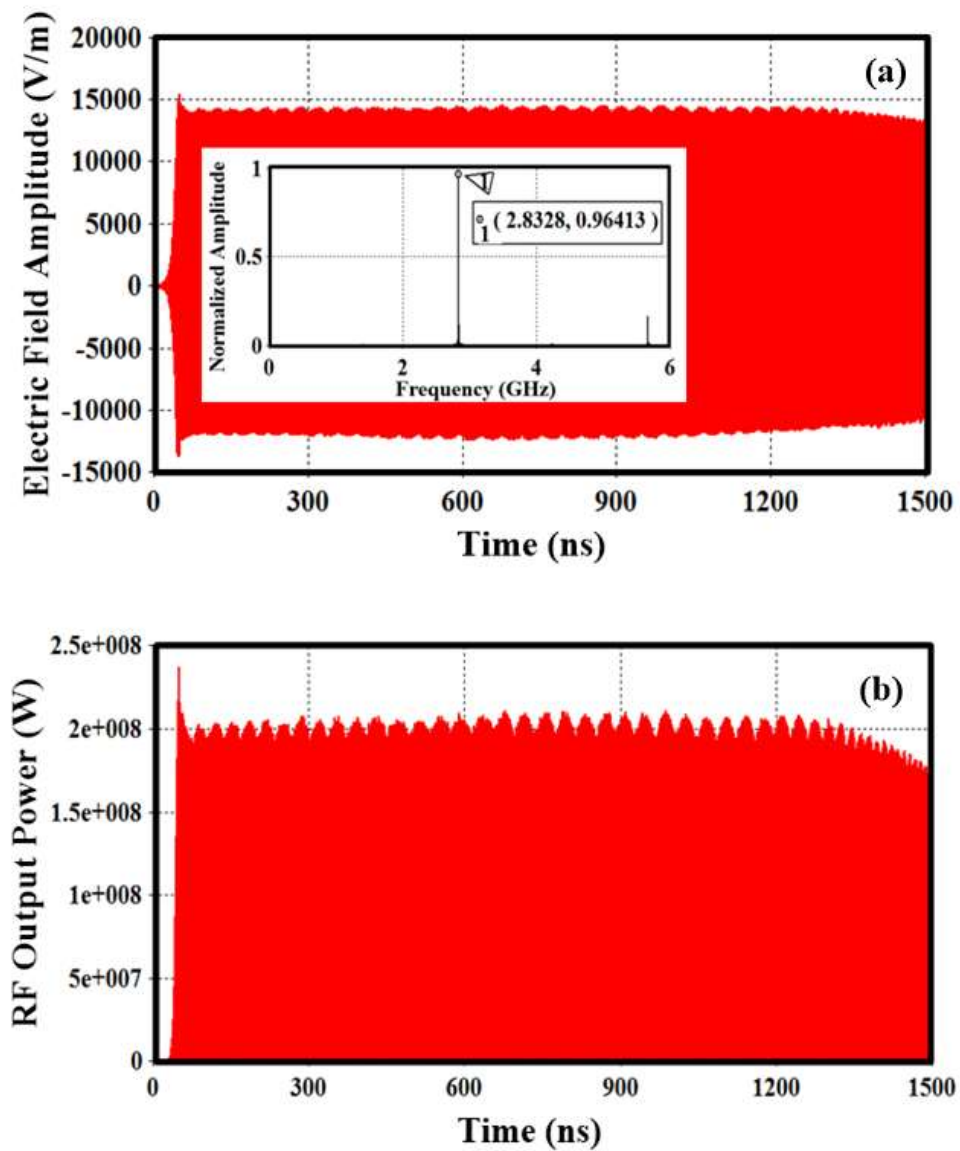 20000
(a)
15000
10000
5000
0
-5000
-10000
-15000
Electric Field Amplitude (V/m)
1
0.5
0
Normalized Amplitude
1
1 ( 2.8328, 0.96413 )
0 2 4 6
Frequency (GHz)
0 300 600 900 1200 1500
Time (ns)
2.5e+008
(b)
2e+008
1.5e+008
1e+008
5e+007
0
RF Output Power (W)
0 300 600 900 1200 1500
Time (ns)